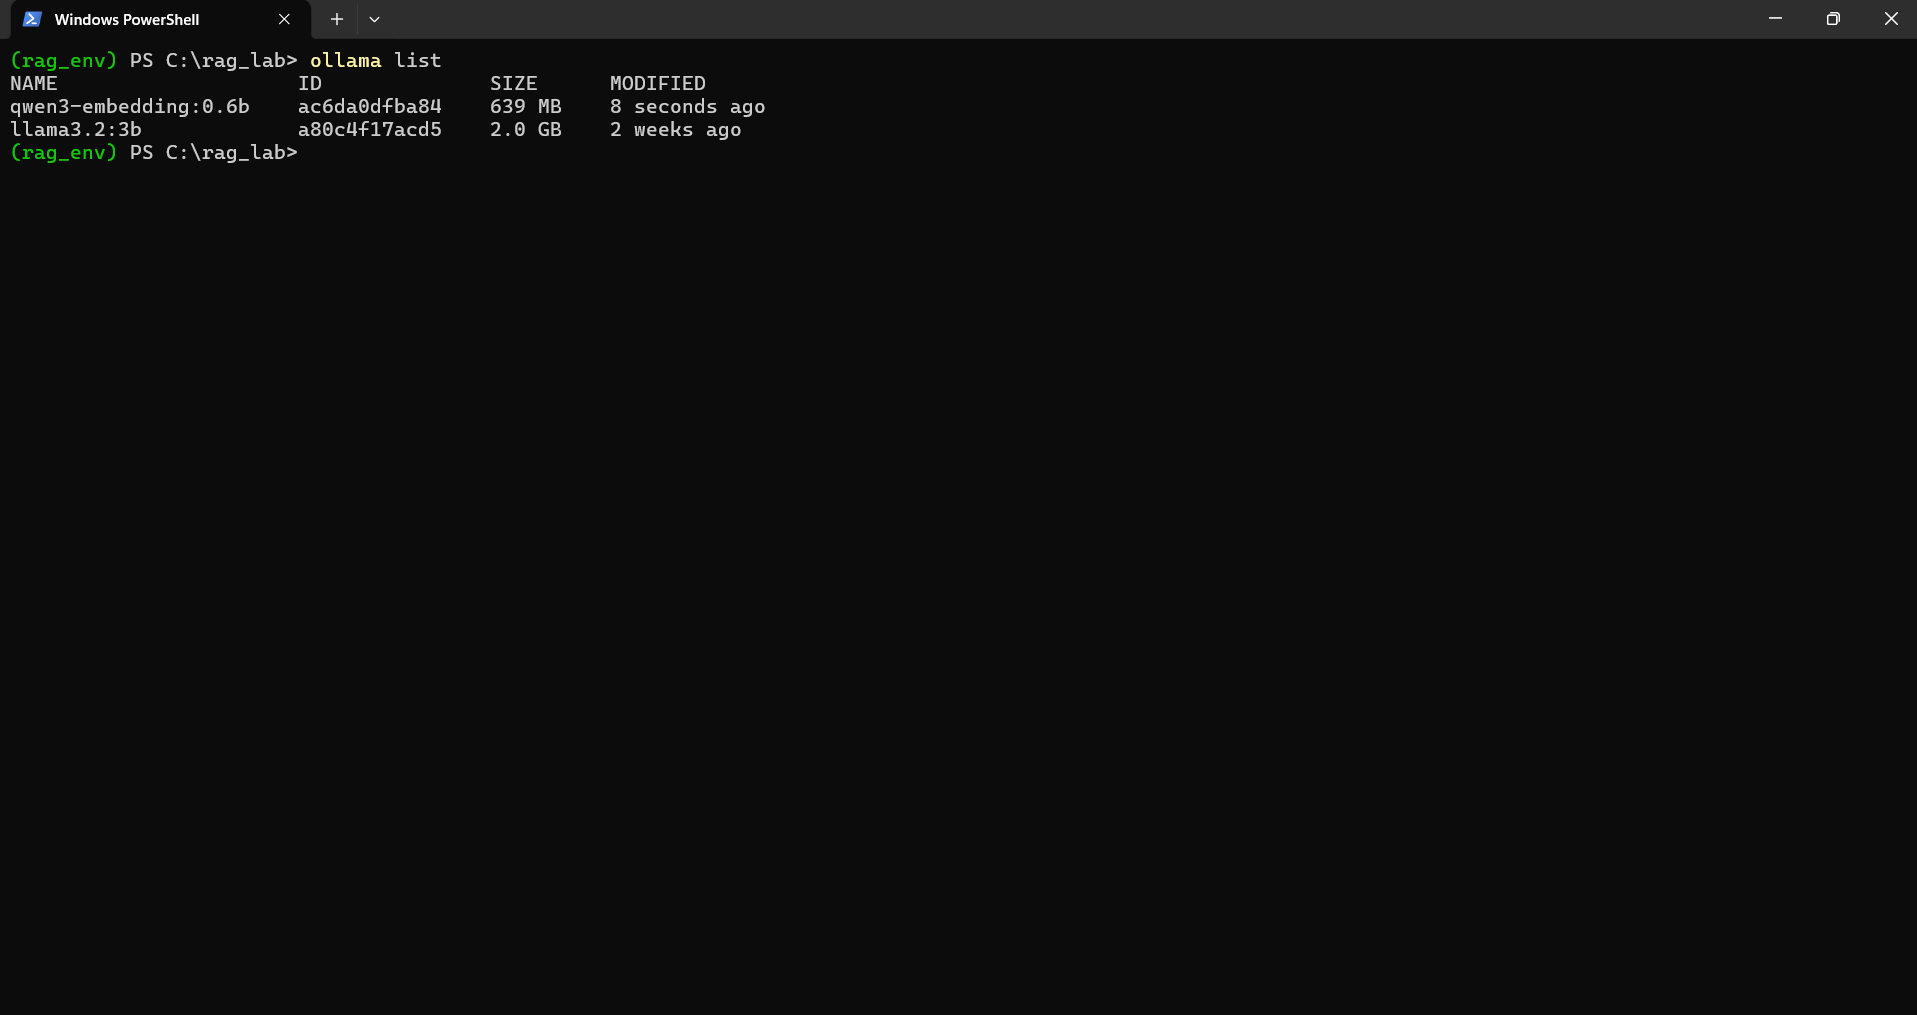 Windows PowerShell
(rag_env) PS C:\rag_lab> ollama list
NAME                    ID              SIZE      MODIFIED
qwen3-embedding:0.6b    ac6da0dfba84    639 MB    8 seconds ago
llama3.2:3b             a80c4f17acd5    2.0 GB    2 weeks ago
(rag_env) PS C:\rag_lab>